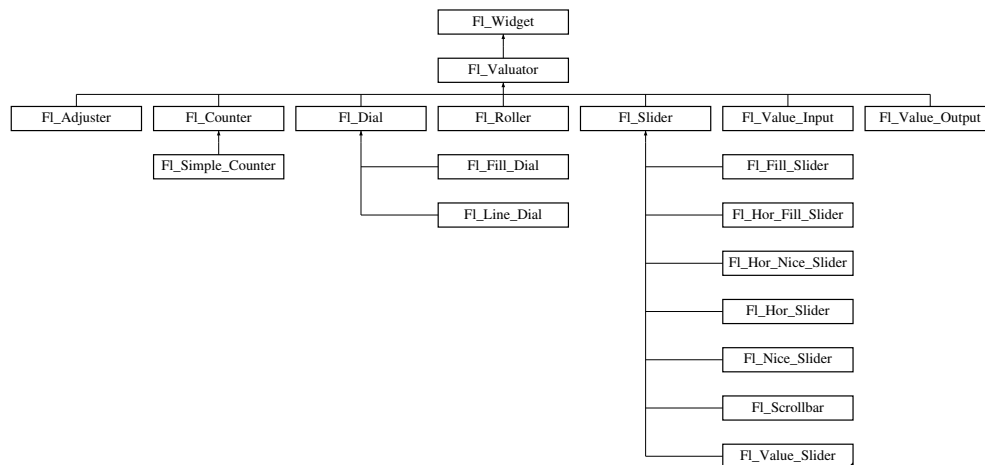 Fl_Widget
Fl_Valuator
Fl_Adjuster
Fl_Counter
Fl_Dial
Fl_Roller
Fl_Slider
Fl_Value_Input
Fl_Value_Output
Fl_Simple_Counter
Fl_Fill_Dial
Fl_Fill_Slider
Fl_Line_Dial
Fl_Hor_Fill_Slider
Fl_Hor_Nice_Slider
Fl_Hor_Slider
Fl_Nice_Slider
Fl_Scrollbar
Fl_Value_Slider